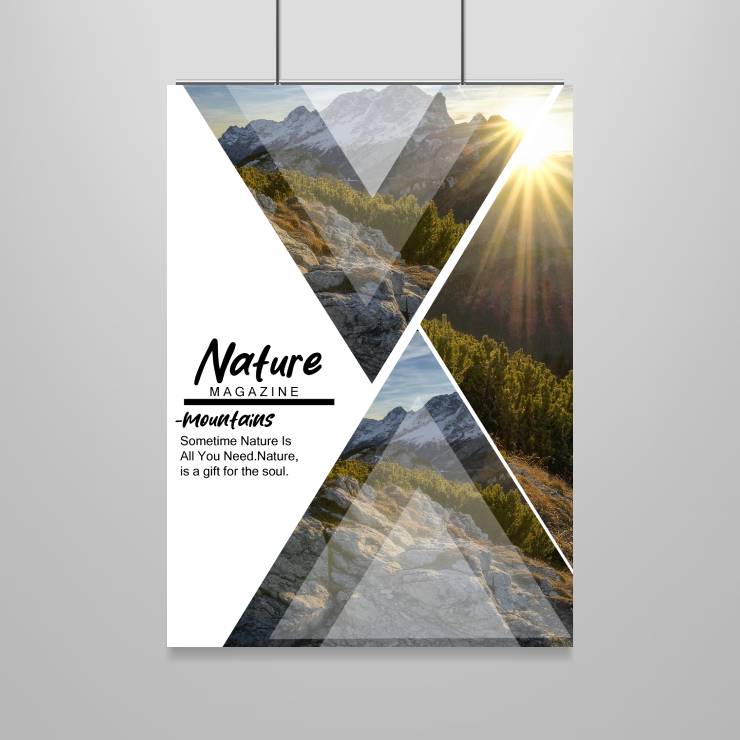 Nature
MAGAZINE
-mountains
Sometime Nature Is
All You Need.Nature,
is a gift for the soul.